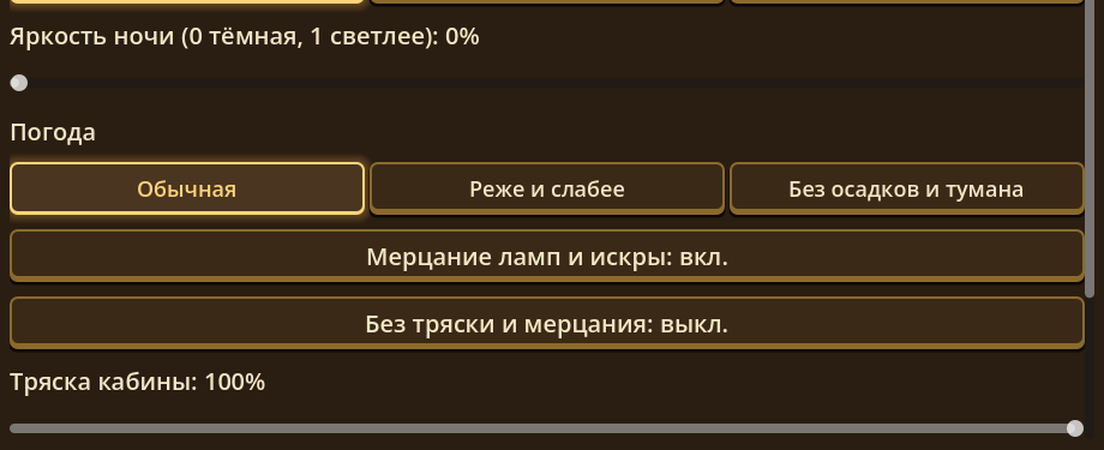 Яркость ночи (0 тёмная, 1 светлее): 0%
Погода
Обычная
Реже и слабее
Без осадков и тумана
Мерцание ламп и искры: вкл.
Без тряски и мерцания: выкл.
Тряска кабины: 100%